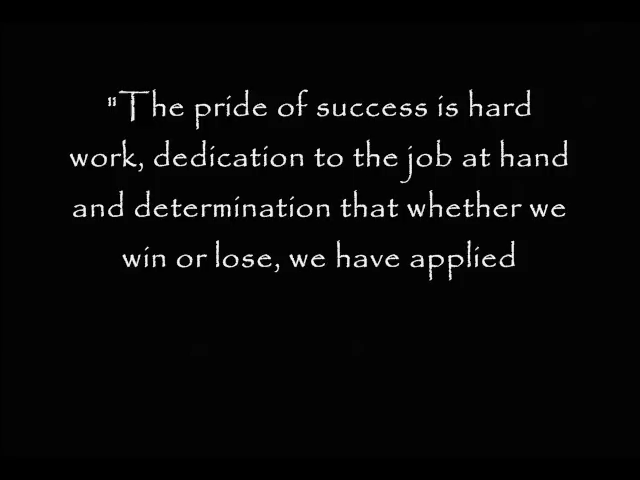 "The pride of success is hard
work, dedication to the job at hand
and determination that whether we
win or lose, we have applied